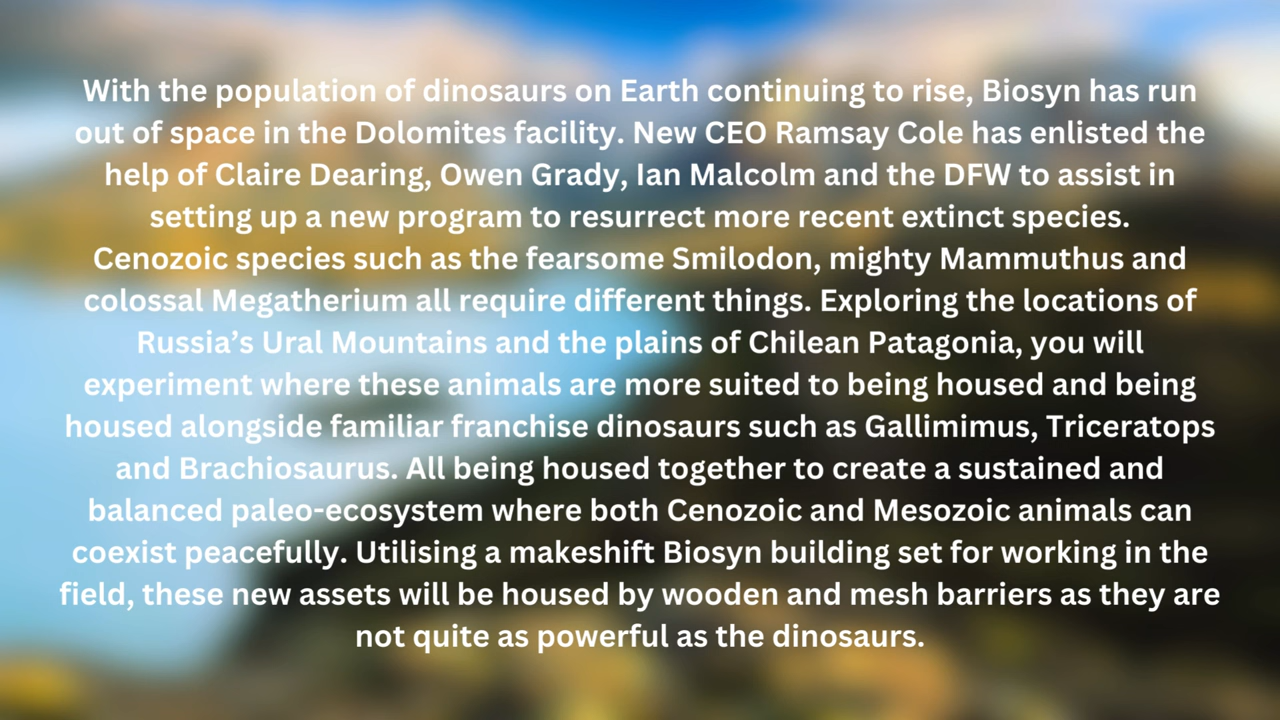 With the population of dinosaurs on Earth continuing to rise, Biosyn has run
out of space in the Dolomites facility. New CEO Ramsay Cole has enlisted the
help of Claire Dearing, Owen Grady, Ian Malcolm and the DFW to assist in
setting up a new program to resurrect more recent extinct species.
Cenozoic species such as the fearsome Smilodon, mighty Mammuthus and
colossal Megatherium all require different things. Exploring the locations of
Russia’s Ural Mountains and the plains of Chilean Patagonia, you will
experiment where these animals are more suited to being housed and being
housed alongside familiar franchise dinosaurs such as Gallimimus, Triceratops
and Brachiosaurus. All being housed together to create a sustained and
balanced paleo-ecosystem where both Cenozoic and Mesozoic animals can
coexist peacefully. Utilising a makeshift Biosyn building set for working in the
field, these new assets will be housed by wooden and mesh barriers as they are
not quite as powerful as the dinosaurs.